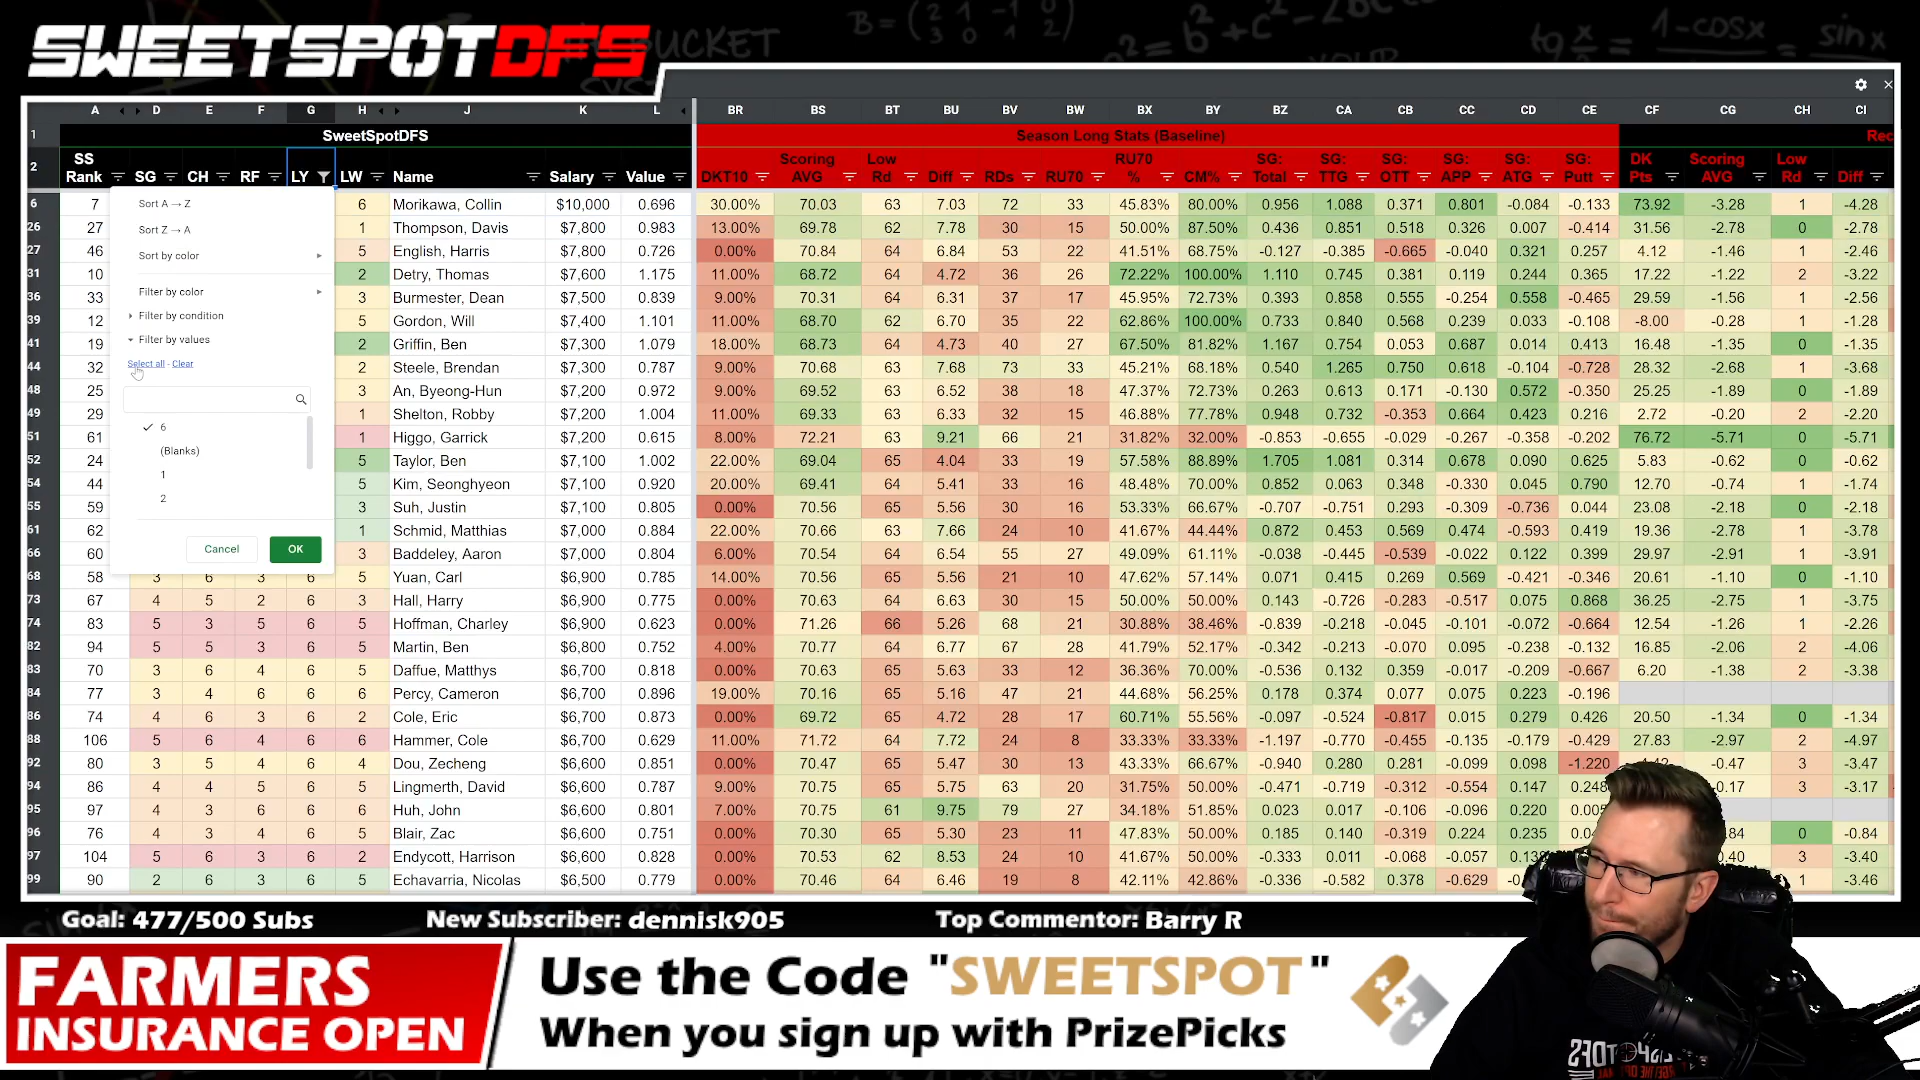 SWEETSPOTDFS
BUCKET
A D E F G H J K L BR BS BT BU BV BW BX BY BZ CA CB CC CD CE CF CG CH CI
1 SweetSpotDFS Season Long Stats (Baseline) Rec
2 SS Rank SG CH RF LY LW Name Salary Value DKT10 Scoring AVG Low Rd Diff RDs RU70 RU70 % CM% SG: Total SG: TTG SG: OTT SG: APP SG: ATG SG: Putt DK Pts Scoring AVG Low Rd Diff
6 7 6 Morikawa, Collin $10,000 0.696 30.00% 70.03 63 7.03 72 33 45.83% 80.00% 0.956 1.088 0.371 0.801 -0.084 -0.133 73.92 -3.28 1 -4.28
26 27 1 Thompson, Davis $7,800 0.983 13.00% 69.78 62 7.78 30 15 50.00% 87.50% 0.436 0.851 0.518 0.326 0.007 -0.414 31.56 -2.78 0 -2.78
27 46 5 English, Harris $7,800 0.726 0.00% 70.84 64 6.84 53 22 41.51% 68.75% -0.127 -0.385 -0.665 -0.040 0.321 0.257 4.12 -1.46 1 -2.46
31 10 2 Detry, Thomas $7,600 1.175 11.00% 68.72 64 4.72 36 26 72.22% 100.00% 1.110 0.745 0.381 0.119 0.244 0.365 17.22 -1.22 2 -3.22
36 33 3 Burmester, Dean $7,500 0.839 9.00% 70.31 64 6.31 37 17 45.95% 72.73% 0.393 0.858 0.555 -0.254 0.558 -0.465 29.59 -1.56 1 -2.56
39 12 5 Gordon, Will $7,400 1.101 11.00% 68.70 62 6.70 35 22 62.86% 100.00% 0.733 0.840 0.568 0.239 0.033 -0.108 -8.00 -0.28 1 -1.28
41 19 2 Griffin, Ben $7,300 1.079 18.00% 68.73 64 4.73 40 27 67.50% 81.82% 1.167 0.754 0.053 0.687 0.014 0.413 16.48 -1.35 0 -1.35
44 32 2 Steele, Brendan $7,300 0.787 9.00% 70.68 63 7.68 73 33 45.21% 68.18% 0.540 1.265 0.750 0.618 -0.104 -0.728 28.32 -2.68 1 -3.68
48 25 3 An, Byeong-Hun $7,200 0.972 9.00% 69.52 63 6.52 38 18 47.37% 72.73% 0.263 0.613 0.171 -0.130 0.572 -0.350 25.25 -1.89 0 -1.89
49 29 1 Shelton, Robby $7,200 1.004 11.00% 69.33 63 6.33 32 15 46.88% 77.78% 0.948 0.732 -0.353 0.664 0.423 0.216 2.72 -0.20 2 -2.20
51 61 1 Higgo, Garrick $7,200 0.615 8.00% 72.21 63 9.21 66 21 31.82% 32.00% -0.853 -0.655 -0.029 -0.267 -0.358 -0.202 76.72 -5.71 0 -5.71
52 24 5 Taylor, Ben $7,100 1.002 22.00% 69.04 65 4.04 33 19 57.58% 88.89% 1.705 1.081 0.314 0.678 0.090 0.625 5.83 -0.62 0 -0.62
54 44 5 Kim, Seonghyeon $7,100 0.920 20.00% 69.41 64 5.41 33 16 48.48% 70.00% 0.852 0.063 0.348 -0.330 0.045 0.790 12.70 -0.74 1 -1.74
55 59 3 Suh, Justin $7,100 0.805 0.00% 70.56 65 5.56 30 16 53.33% 66.67% -0.707 -0.751 0.293 -0.309 -0.736 0.044 23.08 -2.18 0 -2.18
61 62 1 Schmid, Matthias $7,000 0.884 22.00% 70.66 63 7.66 24 10 41.67% 44.44% 0.872 0.453 0.569 0.474 -0.593 0.419 19.36 -2.78 1 -3.78
66 60 3 Baddeley, Aaron $7,000 0.804 6.00% 70.54 64 6.54 55 27 49.09% 61.11% -0.038 -0.445 -0.539 -0.022 0.122 0.399 29.97 -2.91 1 -3.91
68 58 3 6 3 6 5 Yuan, Carl $6,900 0.785 14.00% 70.56 65 5.56 21 10 47.62% 57.14% 0.071 0.415 0.269 0.569 -0.421 -0.346 20.61 -1.10 0 -1.10
73 67 4 5 2 6 3 Hall, Harry $6,900 0.775 0.00% 70.63 64 6.63 30 15 50.00% 50.00% 0.143 -0.726 -0.283 -0.517 0.075 0.868 36.25 -2.75 1 -3.75
74 83 5 3 5 6 5 Hoffman, Charley $6,900 0.623 0.00% 71.26 66 5.26 68 21 30.88% 38.46% -0.839 -0.218 -0.045 -0.101 -0.072 -0.664 12.54 -1.26 1 -2.26
82 94 5 5 3 6 5 Martin, Ben $6,800 0.752 4.00% 70.77 64 6.77 67 28 41.79% 52.17% -0.342 -0.213 -0.070 0.095 -0.238 -0.132 16.85 -2.06 2 -4.06
83 70 3 6 4 6 5 Daffue, Matthys $6,700 0.818 0.00% 70.63 65 5.63 33 12 36.36% 70.00% -0.536 0.132 0.359 -0.017 -0.209 -0.667 6.20 -1.38 2 -3.38
84 77 3 4 6 6 6 Percy, Cameron $6,700 0.896 19.00% 70.16 65 5.16 47 21 44.68% 56.25% 0.178 0.374 0.077 0.075 0.223 -0.196
86 74 4 6 3 6 2 Cole, Eric $6,700 0.873 0.00% 69.72 65 4.72 28 17 60.71% 55.56% -0.097 -0.524 -0.817 0.015 0.279 0.426 20.50 -1.34 0 -1.34
88 106 5 6 4 6 6 Hammer, Cole $6,700 0.629 11.00% 71.72 64 7.72 24 8 33.33% 33.33% -1.197 -0.770 -0.455 -0.135 -0.179 -0.429 27.83 -2.97 2 -4.97
92 80 3 5 4 6 4 Dou, Zecheng $6,600 0.851 0.00% 70.47 65 5.47 30 13 43.33% 66.67% -0.940 0.280 0.281 -0.099 0.098 -1.220 -0.47 3 -3.47
94 86 4 4 5 6 5 Lingmerth, David $6,600 0.787 9.00% 70.75 65 5.75 63 20 31.75% 50.00% -0.471 -0.719 -0.312 -0.554 0.147 0.248 0.17 3 -3.17
95 97 4 3 6 6 6 Huh, John $6,600 0.801 7.00% 70.75 61 9.75 79 27 34.18% 51.85% 0.023 0.017 -0.106 -0.096 0.220
96 76 4 3 4 6 5 Blair, Zac $6,600 0.751 0.00% 70.30 65 5.30 23 11 47.83% 50.00% 0.185 0.140 -0.319 0.224 0.235 0 -0.84
97 104 5 6 3 6 2 Endycott, Harrison $6,600 0.828 0.00% 70.53 62 8.53 24 10 41.67% 50.00% -0.333 0.011 -0.068 -0.057 3 -3.40
99 90 2 6 3 6 5 Echavarria, Nicolas $6,500 0.779 0.00% 70.46 64 6.46 19 8 42.11% 42.86% -0.336 -0.582 0.378 -0.629 1 -3.46
Sort A → Z
Sort Z → A
Sort by color
Filter by color
Filter by condition
Filter by values
Select all - Clear
6
(Blanks)
1
2
Cancel OK
Goal: 477/500 Subs New Subscriber: dennisk905 Top Commentor: Barry R
FARMERS
INSURANCE OPEN
Use the Code "SWEETSPOT"
When you sign up with PrizePicks